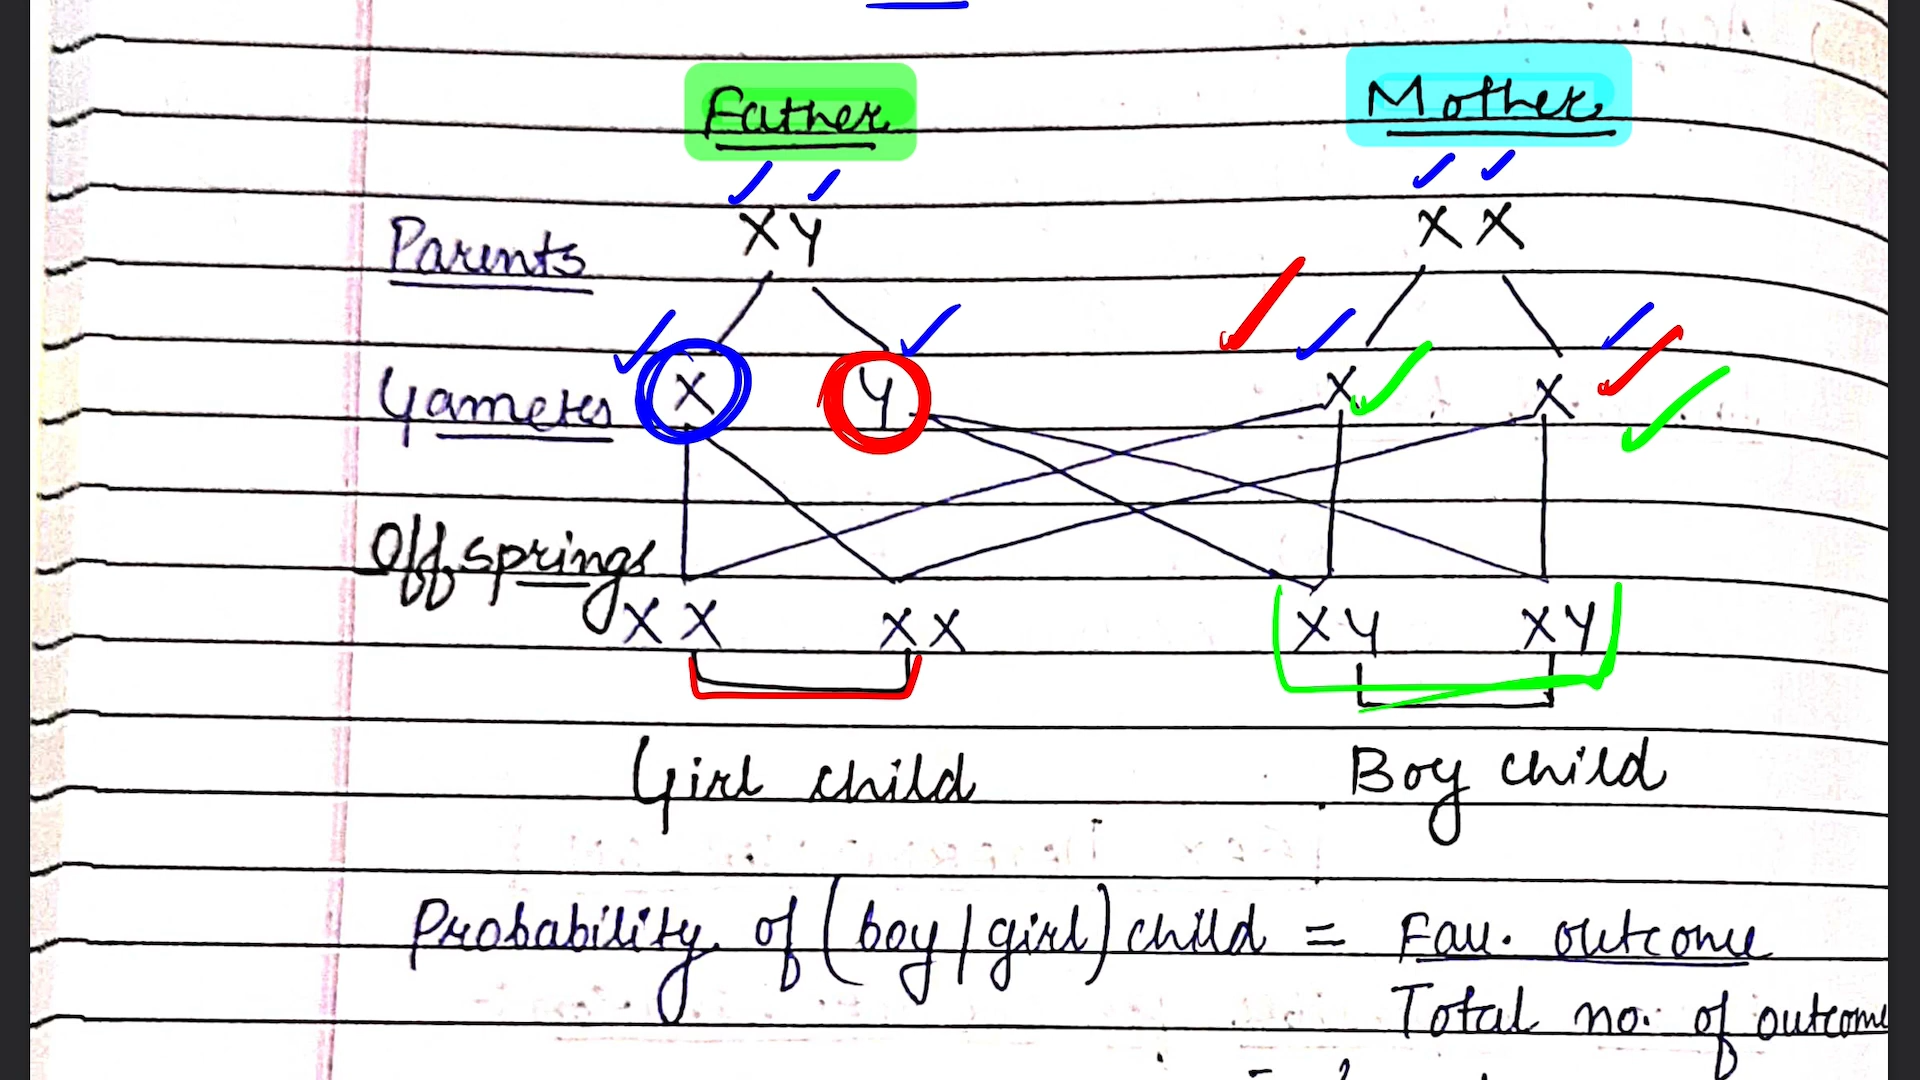 Father Mother
Parents XY XX
Gametes X Y X X
Offsprings
XX XX XY XY
Girl child Boy child
Probability of (boy/girl) child = Fav. outcome
Total no. of outcome